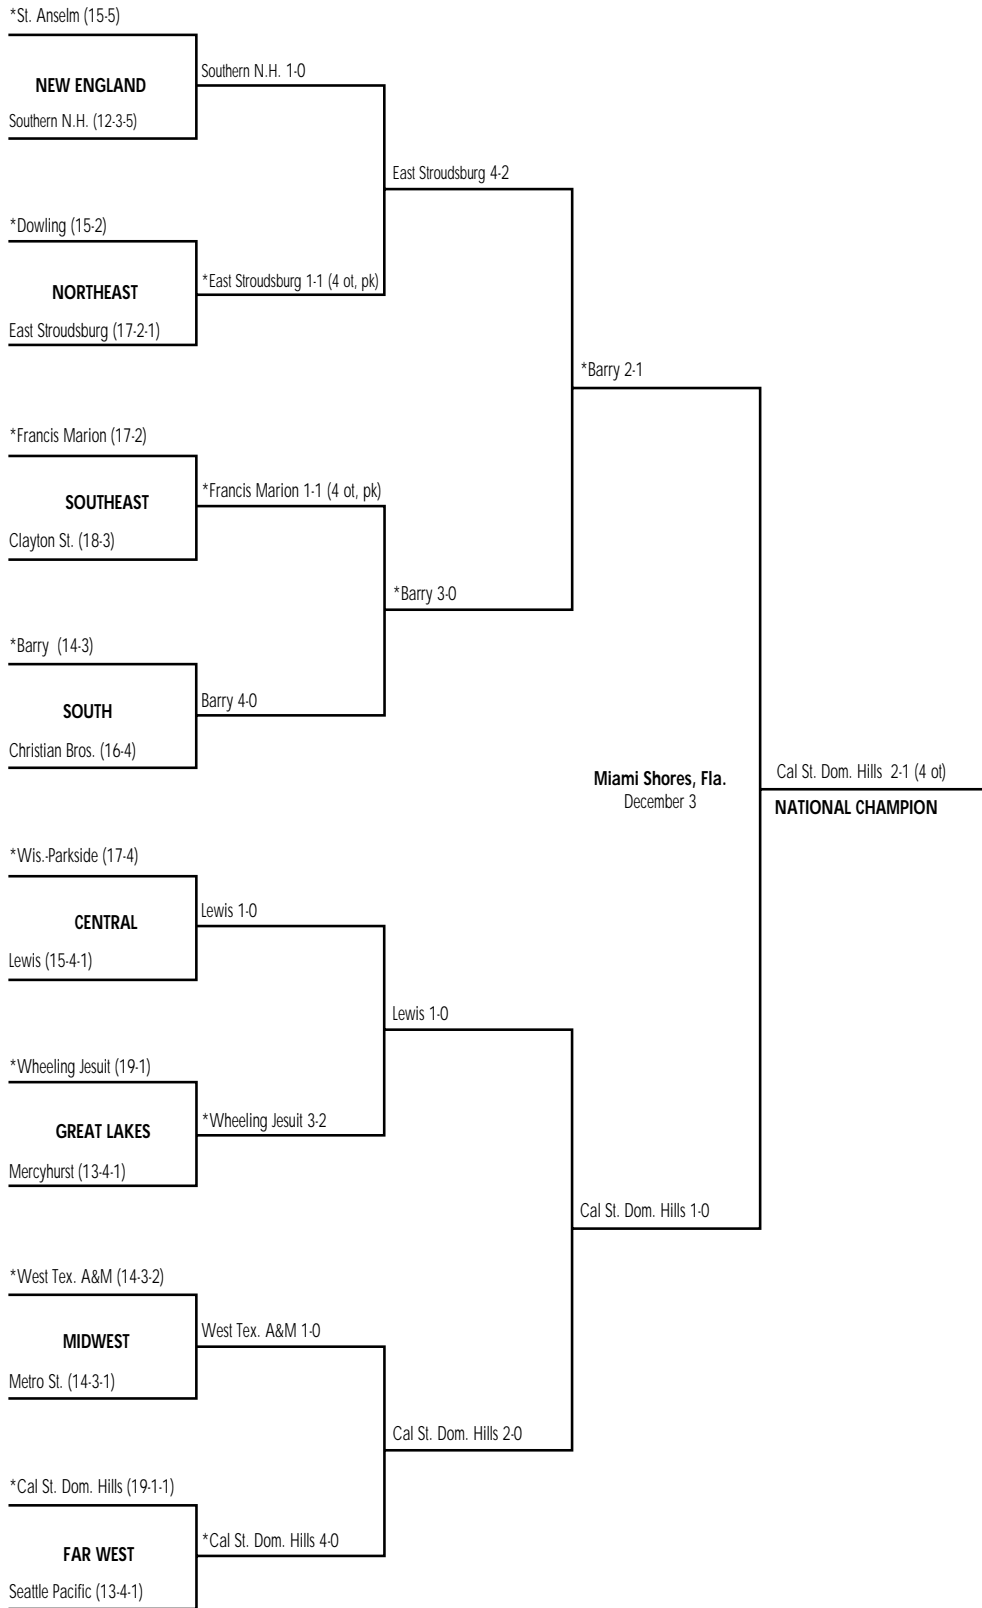 *St. Anselm (15-5)
Southern N.H. 1-0
NEW ENGLAND
Southern N.H. (12-3-5)
East Stroudsburg 4-2
*Dowling (15-2)
*East Stroudsburg 1-1 (4 ot, pk)
NORTHEAST
East Stroudsburg (17-2-1)
*Barry 2-1
*Francis Marion (17-2)
*Francis Marion 1-1 (4 ot, pk)
SOUTHEAST
Clayton St. (18-3)
*Barry 3-0
*Barry (14-3)
Barry 4-0
SOUTH
Christian Bros. (16-4)
Miami Shores, Fla.
December 3
Cal St. Dom. Hills 2-1 (4 ot)
NATIONAL CHAMPION
*Wis.-Parkside (17-4)
Lewis 1-0
CENTRAL
Lewis (15-4-1)
Lewis 1-0
*Wheeling Jesuit (19-1)
*Wheeling Jesuit 3-2
GREAT LAKES
Mercyhurst (13-4-1)
Cal St. Dom. Hills 1-0
*West Tex. A&M (14-3-2)
West Tex. A&M 1-0
MIDWEST
Metro St. (14-3-1)
Cal St. Dom. Hills 2-0
*Cal St. Dom. Hills (19-1-1)
*Cal St. Dom. Hills 4-0
FAR WEST
Seattle Pacific (13-4-1)